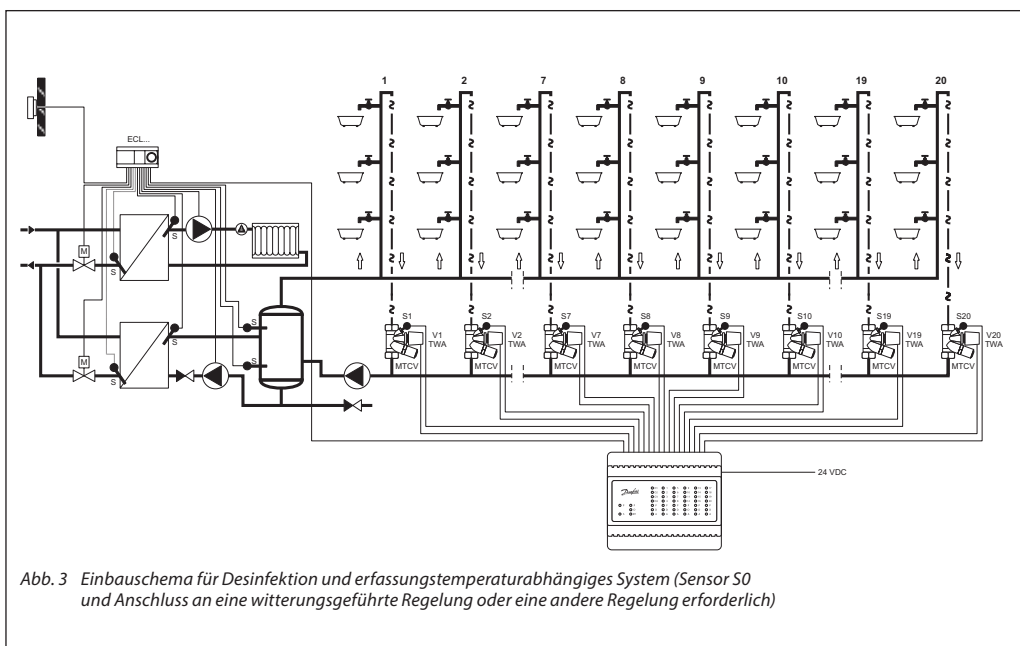 1 2 7 8 9 10 19 20
ECL...
M
S
S
M
S
S
S
S
S1 S2 S7 S8 S9 S10 S19 S20
V1 V2 V7 V8 V9 V10 V19 V20
TWA TWA TWA TWA TWA TWA TWA TWA
MTCV MTCV MTCV MTCV MTCV MTCV MTCV MTCV
24 VDC
Danfoss
Abb. 3 Einbauschema für Desinfektion und erfassungstemperaturabhängiges System (Sensor S0
und Anschluss an eine witterungsgeführte Regelung oder eine andere Regelung erforderlich)